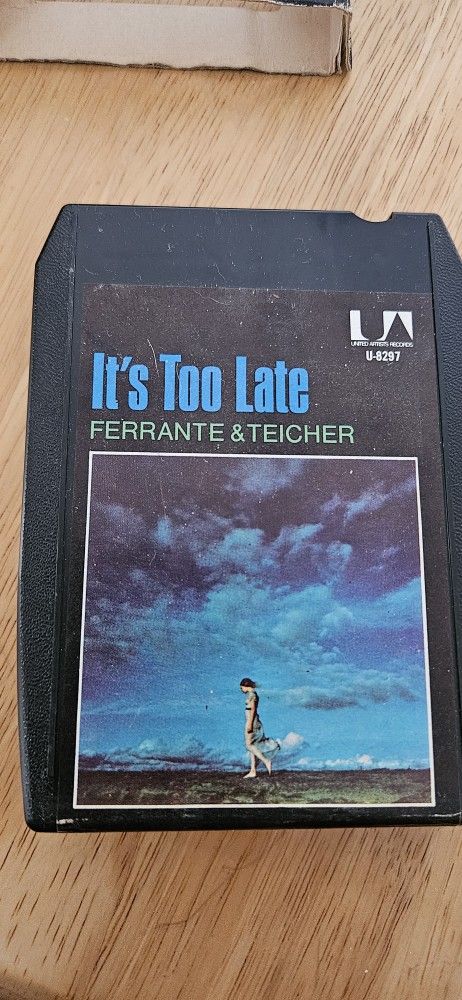 UA
UNITED ARTISTS RECORDS
U-8297
It's Too Late
FERRANTE & TEICHER